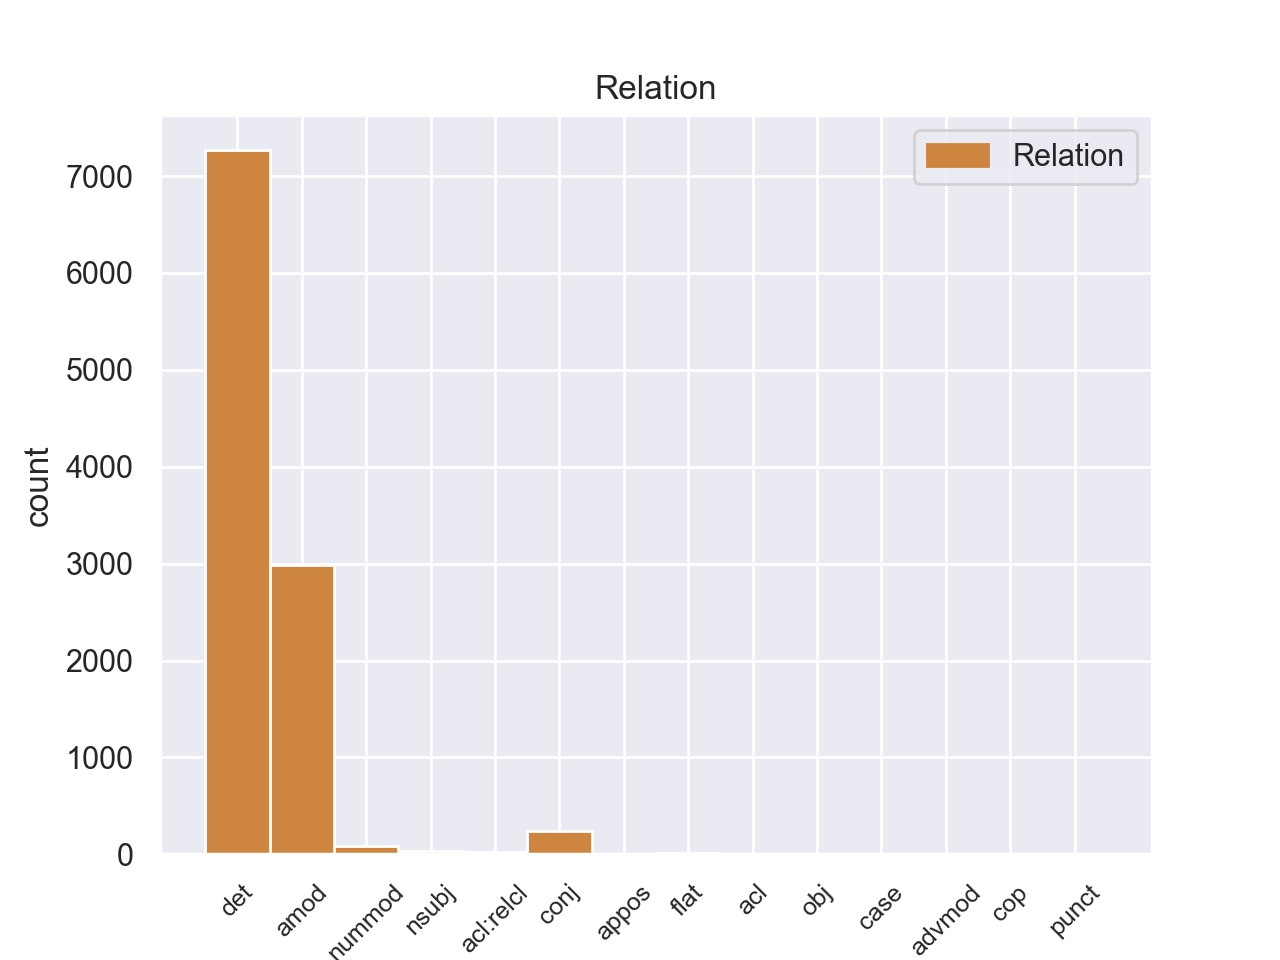 Relation
Relation
7000
6000
5000
4000
3000
2000
1000
0
count
det
amod
nummod
nsubj
acl:relcl
conj
appos
flat
acl
obj
case
advmod
cop
punct